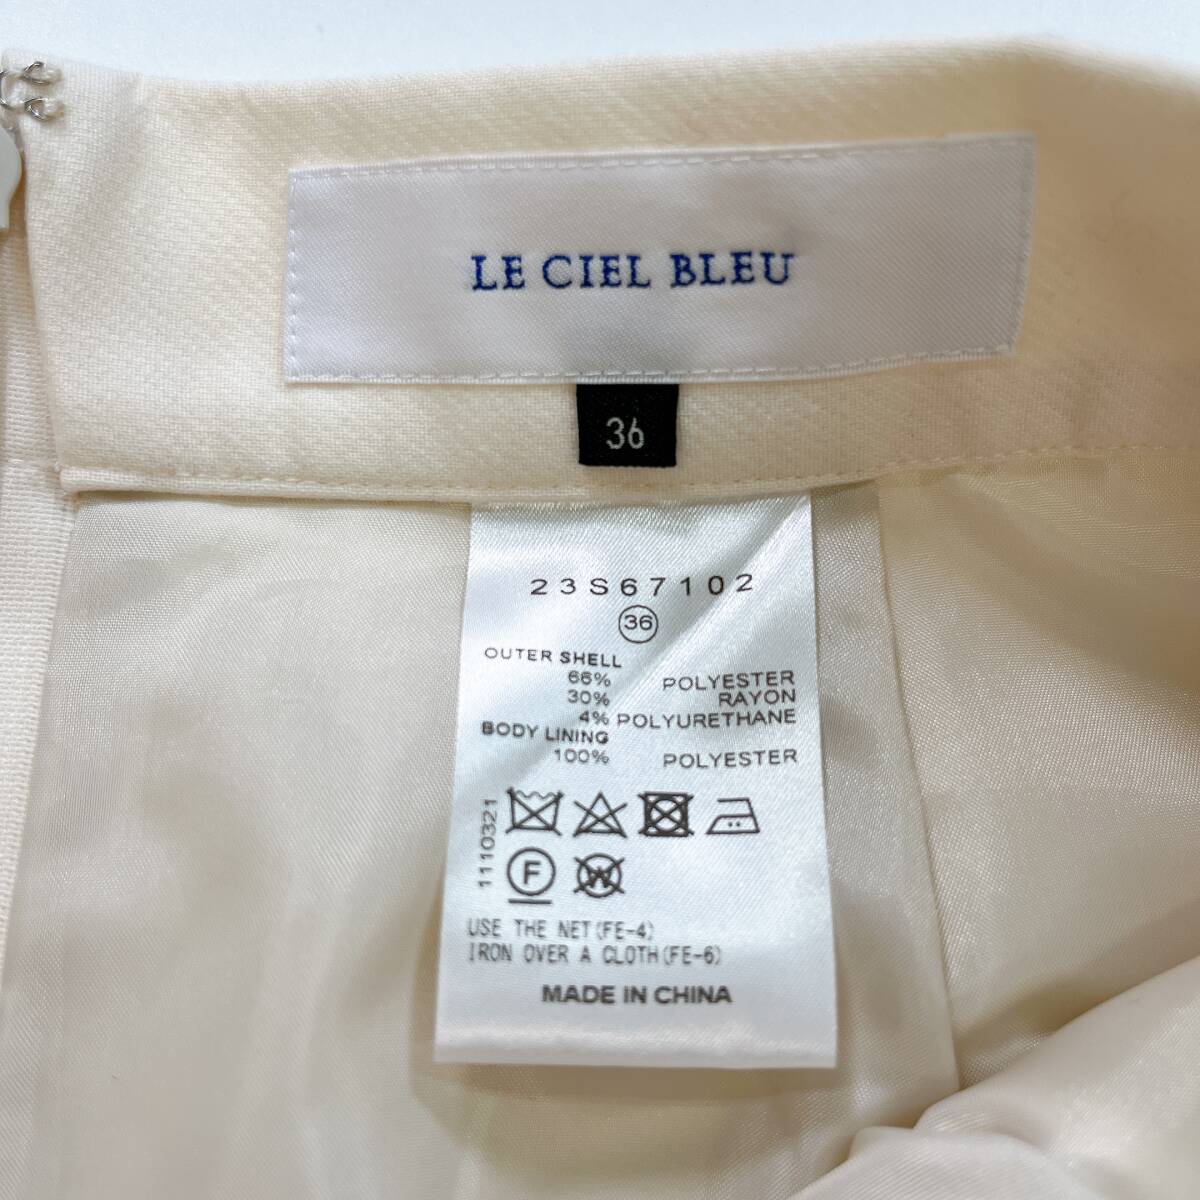 LE CIEL BLEU
36
23S67102
36
OUTER SHELL
66% POLYESTER
30% RAYON
4% POLYURETHANE
BODY LINING
100% POLYESTER
1110321
F
W
USE THE NET(FE-4)
IRON OVER A CLOTH(FE-6)
MADE IN CHINA